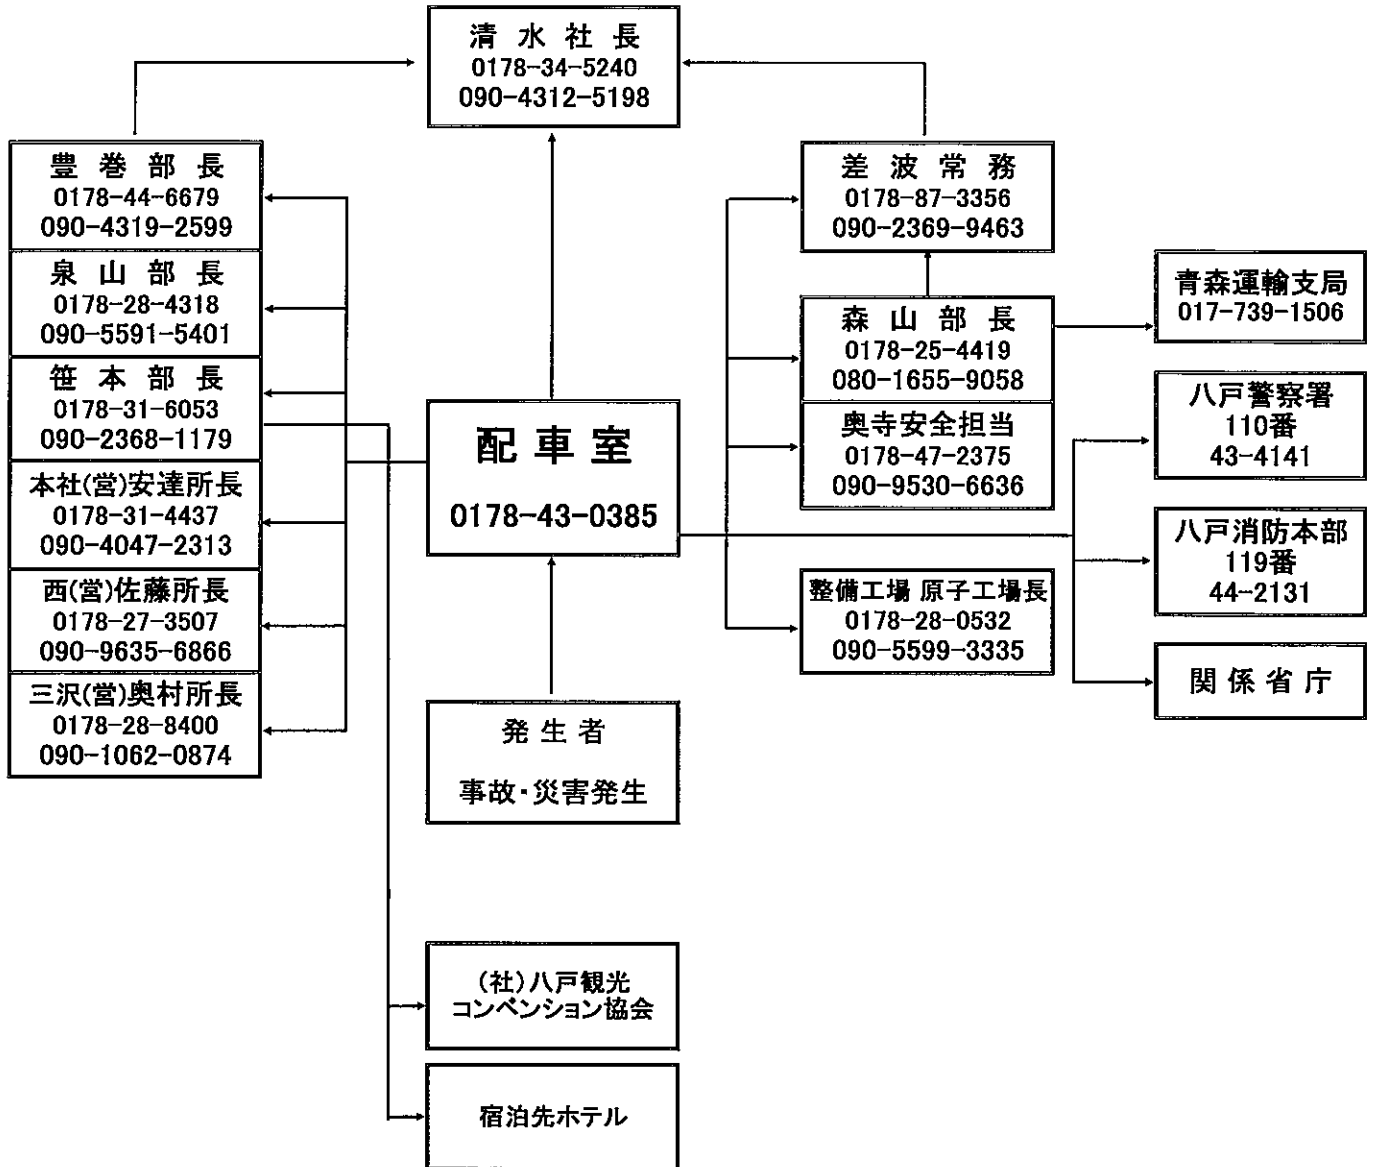 清水社長
0178-34-5240
090-4312-5198
豊巻部長
0178-44-6679
090-4319-2599
泉山部長
0178-28-4318
090-5591-5401
笹本部長
0178-31-6053
090-2368-1179
本社(営)安達所長
0178-31-4437
090-4047-2313
西(営)佐藤所長
0178-27-3507
090-9635-6866
三沢(営)奥村所長
0178-28-8400
090-1062-0874
配車室
0178-43-0385
発生者
事故・災害発生
(社)八戸観光
コンベンション協会
宿泊先ホテル
差波常務
0178-87-3356
090-2369-9463
森山部長
0178-25-4419
080-1655-9058
奥寺安全担当
0178-47-2375
090-9530-6636
整備工場 原子工場長
0178-28-0532
090-5599-3335
青森運輸支局
017-739-1506
八戸警察署
110番
43-4141
八戸消防本部
119番
44-2131
関係省庁